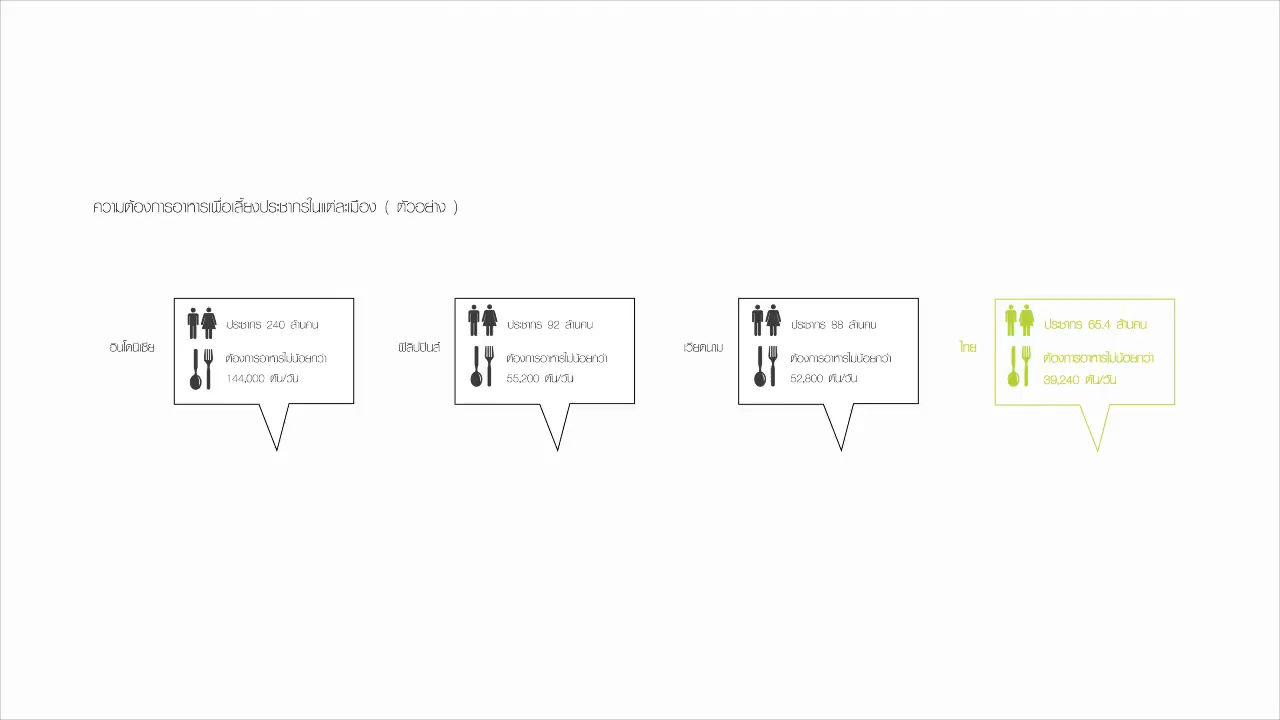 ความต้องการอาหารเพื่อเลี้ยงประชากรในแต่ละเมือง ( ตัวอย่าง )
อินโดนิเซีย
ประชากร 240 ล้านคน
ต้องการอาหารไม่น้อยกว่า
144,000 ตัน/วัน
ฟิลิปปินส์
ประชากร 92 ล้านคน
ต้องการอาหารไม่น้อยกว่า
55,200 ตัน/วัน
เวียดนาม
ประชากร 88 ล้านคน
ต้องการอาหารไม่น้อยกว่า
52,800 ตัน/วัน
ไทย
ประชากร 65.4 ล้านคน
ต้องการอาหารไม่น้อยกว่า
39,240 ตัน/วัน